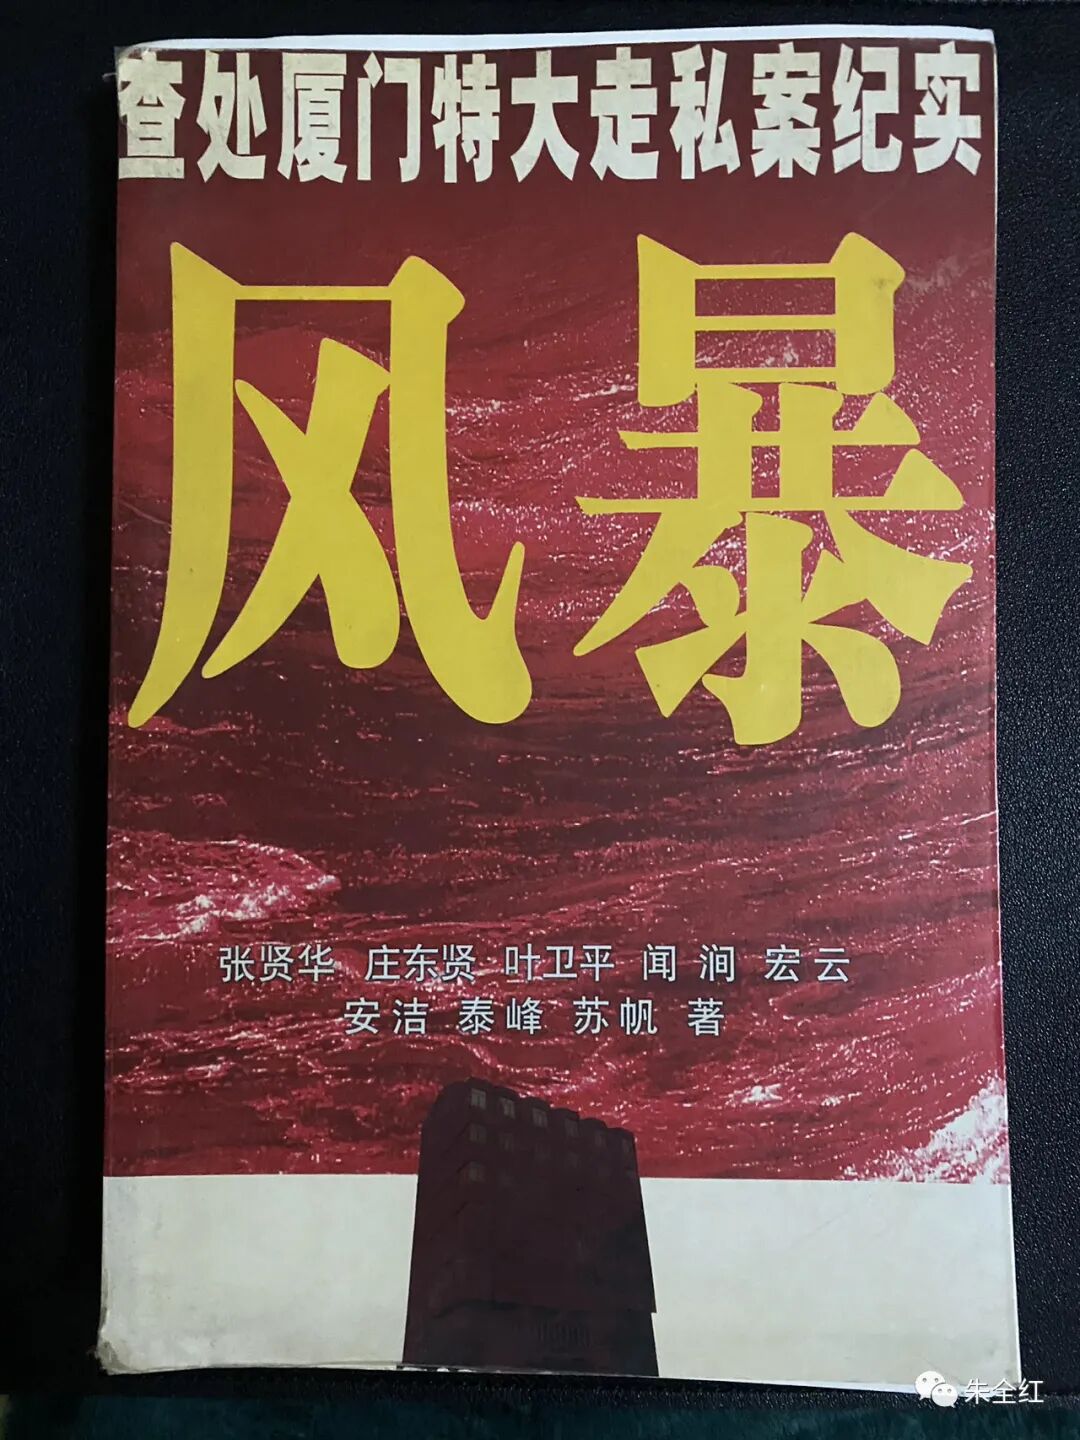 查处厦门特大走私案纪实
风暴
张贤华 庄东贤 叶卫平 闻涧 宏云
安洁 泰峰 苏帆 著
朱全红